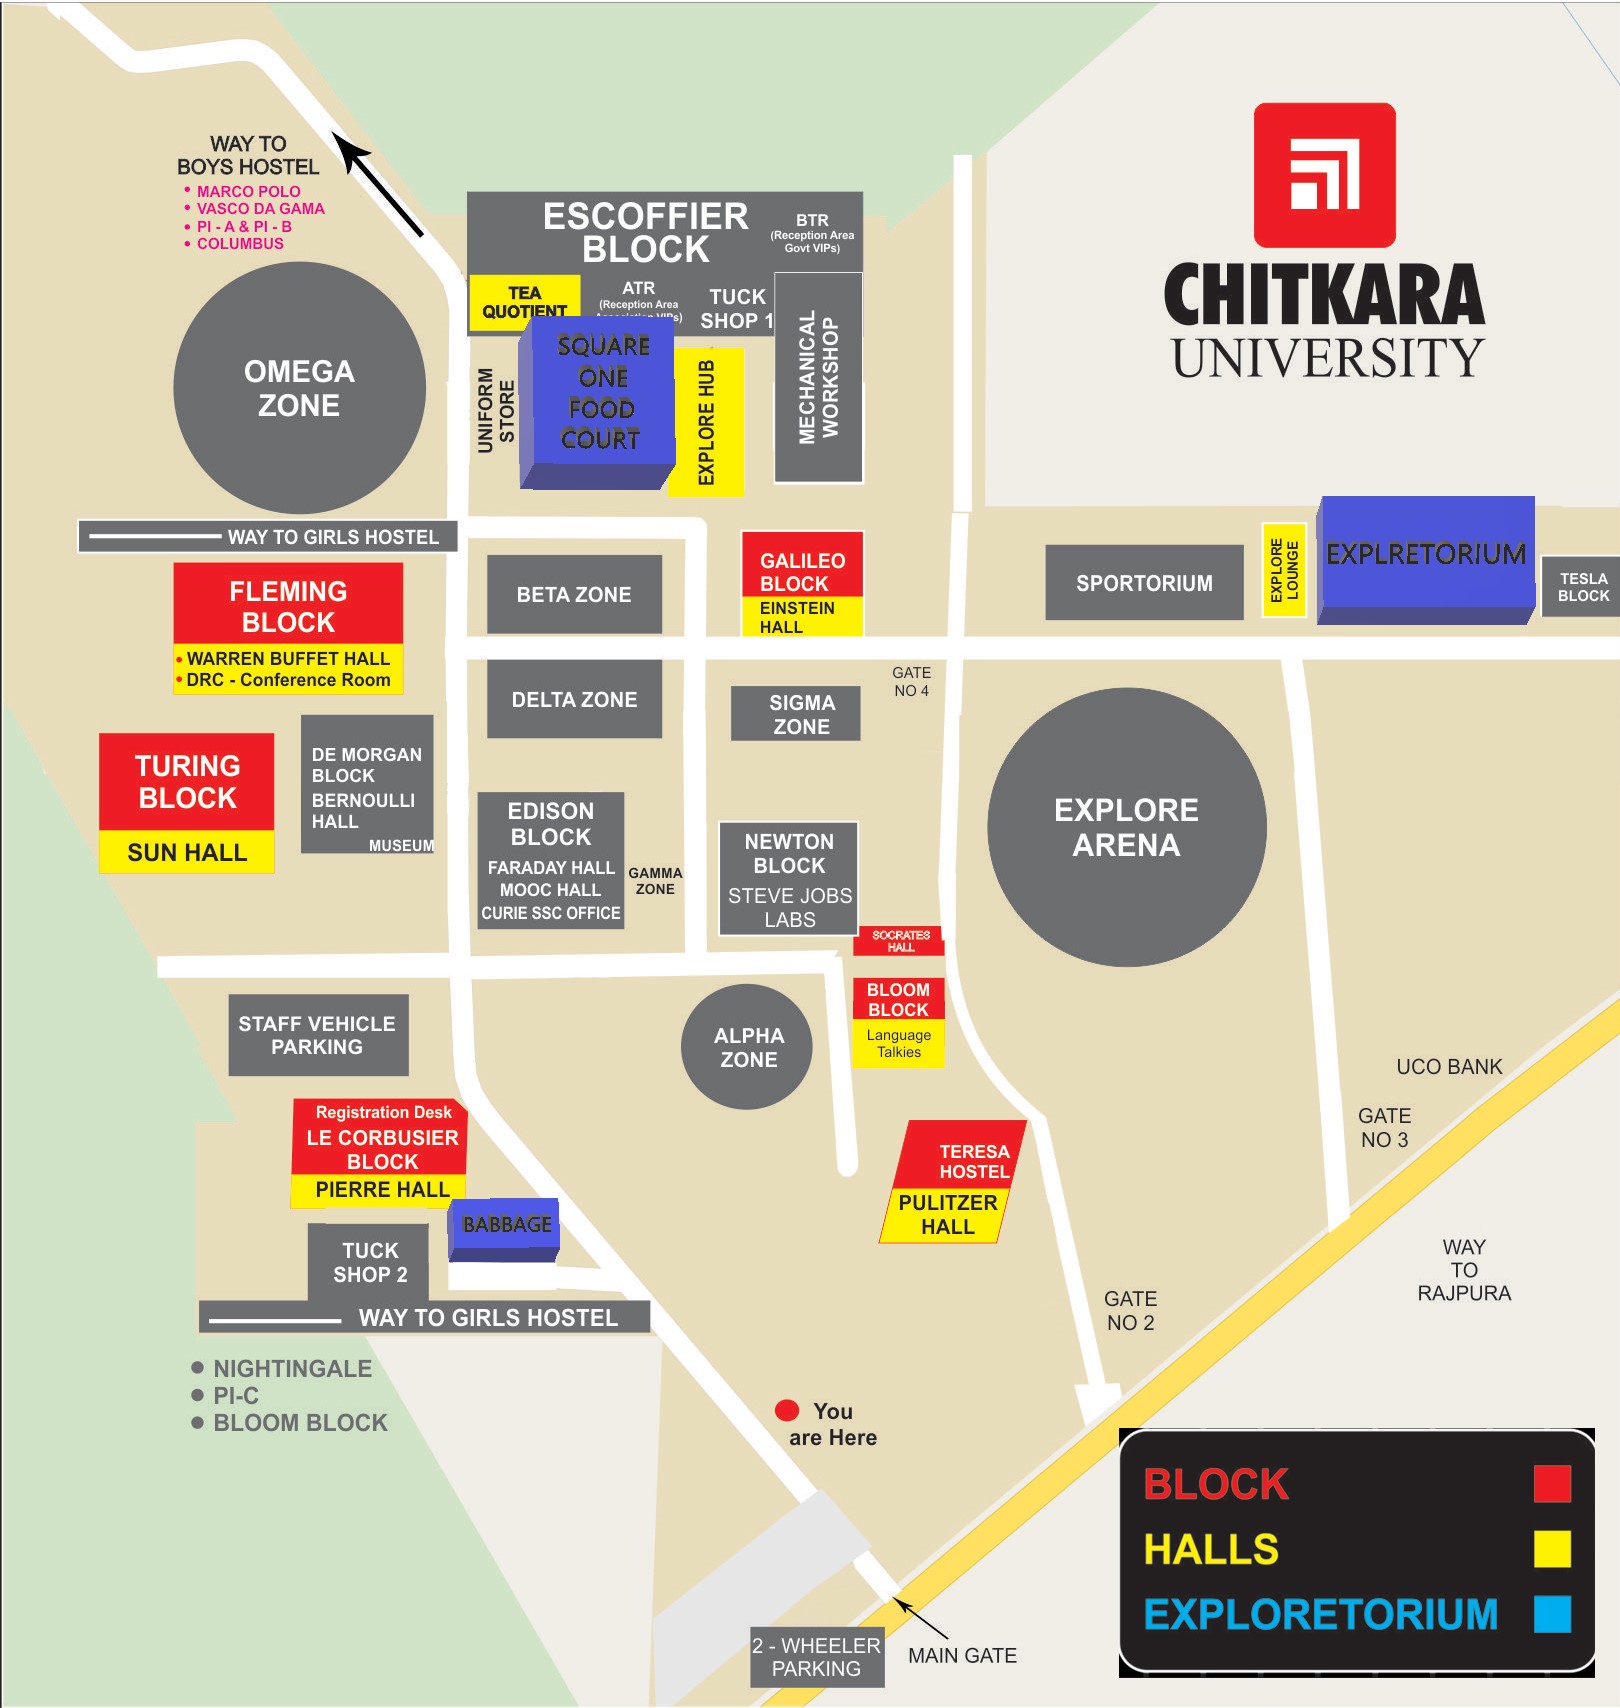 WAY TO
BOYS HOSTEL
• MARCO POLO
• VASCO DA GAMA
• PI - A & PI - B
• COLUMBUS
ESCOFFIER
BLOCK
BTR
(Reception Area
Govt VIPs)
TEA
QUOTIENT
ATR
(Reception Area
Association VIPs)
TUCK
SHOP 1
MECHANICAL
WORKSHOP
CHITKARA
UNIVERSITY
OMEGA
ZONE
UNIFORM
STORE
SQUARE
ONE
FOOD
COURT
EXPLORE HUB
WAY TO GIRLS HOSTEL
FLEMING
BLOCK
• WARREN BUFFET HALL
• DRC - Conference Room
BETA ZONE
GALILEO
BLOCK
EINSTEIN
HALL
SPORTORIUM
EXPLORE
LOUNGE
EXPLRETORIUM
TESLA
BLOCK
DELTA ZONE
SIGMA
ZONE
GATE
NO 4
TURING
BLOCK
SUN HALL
DE MORGAN
BLOCK
BERNOULLI
HALL
MUSEUM
EDISON
BLOCK
FARADAY HALL
MOOC HALL
CURIE SSC OFFICE
GAMMA
ZONE
NEWTON
BLOCK
STEVE JOBS
LABS
EXPLORE
ARENA
SOCRATES
HALL
BLOOM
BLOCK
Language
Talkies
STAFF VEHICLE
PARKING
ALPHA
ZONE
UCO BANK
GATE
NO 3
Registration Desk
LE CORBUSIER
BLOCK
PIERRE HALL
BABBAGE
TERESA
HOSTEL
PULITZER
HALL
TUCK
SHOP 2
WAY TO GIRLS HOSTEL
WAY
TO
RAJPURA
GATE
NO 2
• NIGHTINGALE
• PI-C
• BLOOM BLOCK
You
are Here
BLOCK
HALLS
EXPLORETORIUM
2 - WHEELER
PARKING
MAIN GATE